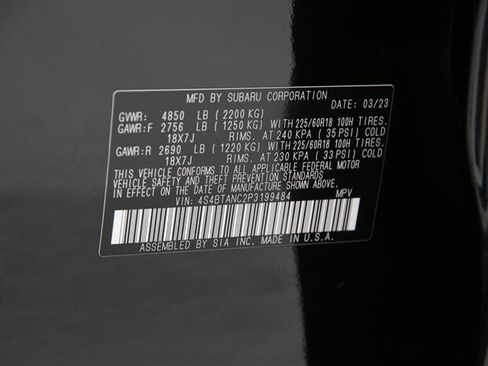 MFD BY SUBARU CORPORATION
DATE: 03/23
GVWR: 4850 LB (2200 KG)
GAWR:F 2756 LB (1250 KG) WITH 225/60R18 100H TIRES.
18X7J RIMS. AT 240 KPA (35 PSI) COLD
GAWR:R 2690 LB (1220 KG) WITH 225/60R18 100H TIRES.
18X7J RIMS. AT 230 KPA (33 PSI) COLD
THIS VEHICLE CONFORMS TO ALL APPLICABLE FEDERAL MOTOR
VEHICLE SAFETY, BUMPER, AND THEFT PREVENTION STANDARDS
IN EFFECT ON THE DATE OF MANUFACTURE SHOWN ABOVE.
VIN: 4S4BTANC2P3199484 MPV
ASSEMBLED BY SIA INC. MADE IN U.S.A.